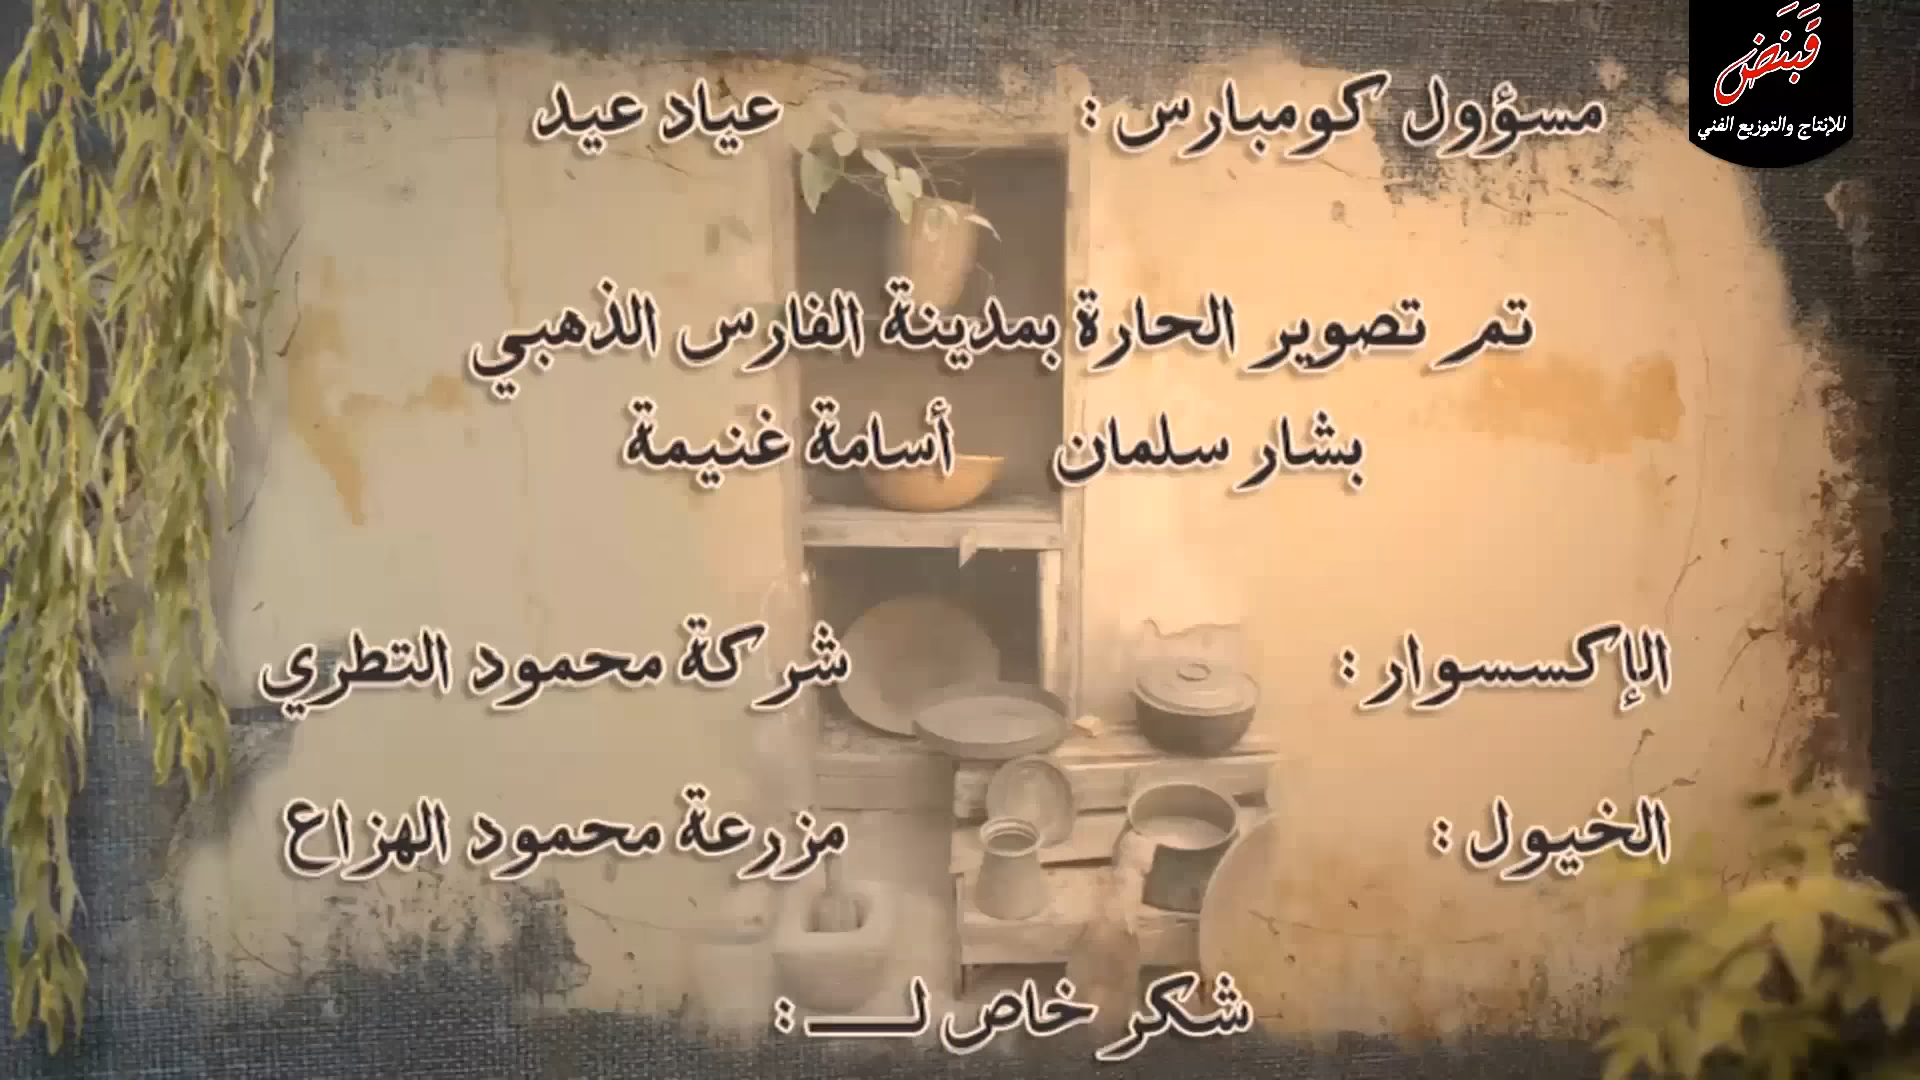 قَبنَض
للإنتاج والتوزيع الفني
مسؤول كومبارس : عياد عيد
تم تصوير الحارة بمدينة الفارس الذهبي
بشار سلمان أسامة غنيمة
الإكسسوار : شركة محمود التطري
الخيول : مزرعة محمود الهزاع
شكر خاص لـــ :